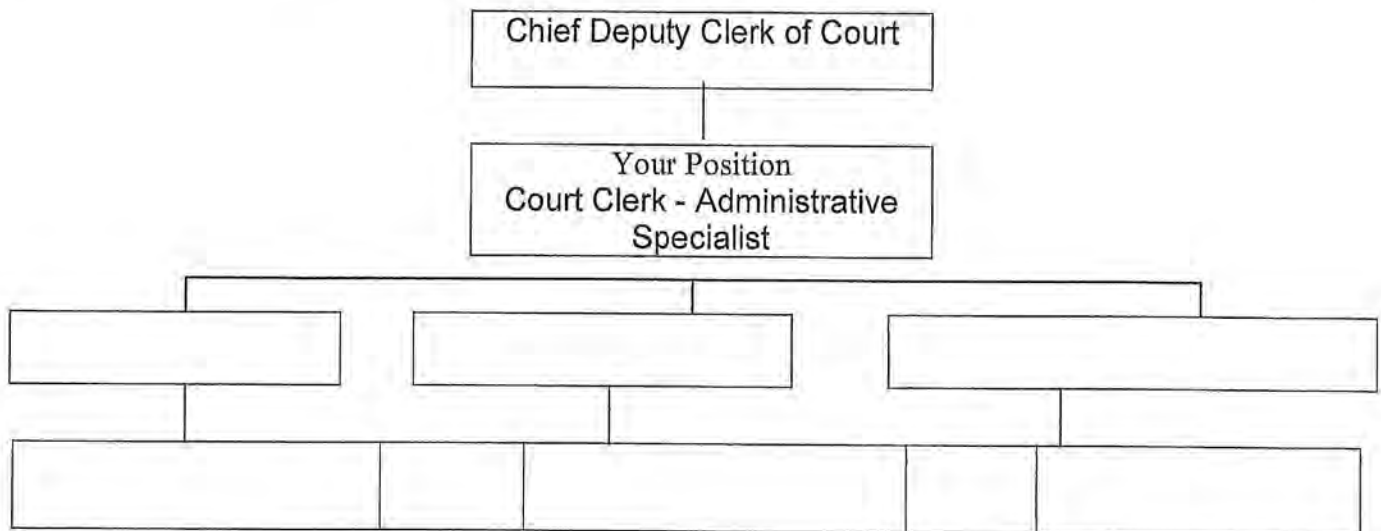 Chief Deputy Clerk of Court
Your Position
Court Clerk - Administrative
Specialist